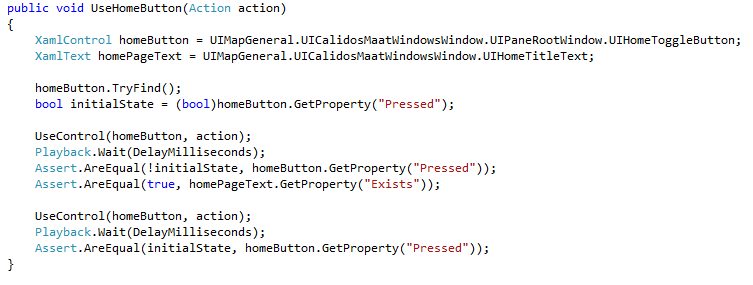 public void UseHomeButton(Action action)
{
    XamlControl homeButton = UIMapGeneral.UICalidosMaatWindowsWindow.UIPaneRootWindow.UIHomeToggleButton;
    XamlText homePageText = UIMapGeneral.UICalidosMaatWindowsWindow.UIHomeTitleText;

    homeButton.TryFind();
    bool initialState = (bool)homeButton.GetProperty("Pressed");

    UseControl(homeButton, action);
    Playback.Wait(DelayMilliseconds);
    Assert.AreEqual(!initialState, homeButton.GetProperty("Pressed"));
    Assert.AreEqual(true, homePageText.GetProperty("Exists"));

    UseControl(homeButton, action);
    Playback.Wait(DelayMilliseconds);
    Assert.AreEqual(initialState, homeButton.GetProperty("Pressed"));
}